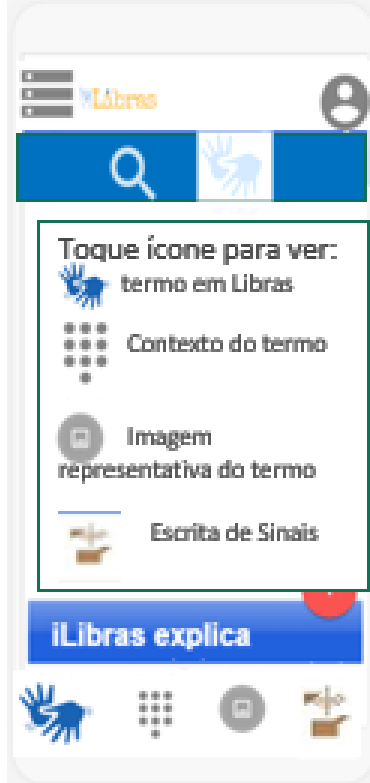 iLibras
Toque ícone para ver:
termo em Libras
Contexto do termo
Imagem
representativa do termo
Escrita de Sinais
iLibras explica